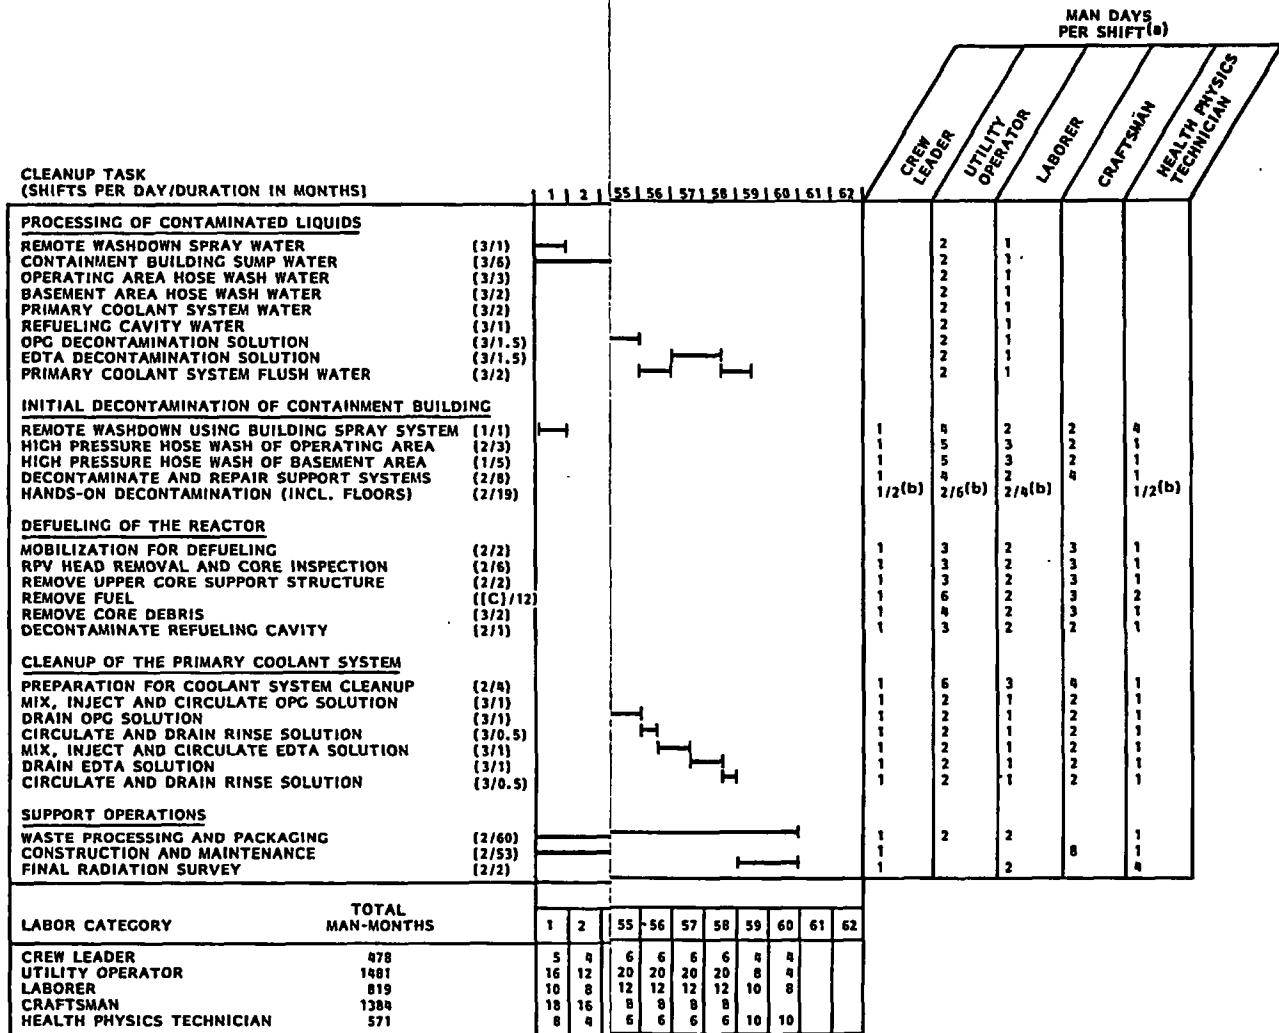 MAN DAYS
PER SHIFT(a)
CREW LEADER
UTILITY OPERATOR
LABORER
CRAFTSMAN
HEALTH PHYSICS TECHNICIAN
CLEANUP TASK
(SHIFTS PER DAY/DURATION IN MONTHS) 1 2 55 56 57 58 59 60 61 62
PROCESSING OF CONTAMINATED LIQUIDS
REMOTE WASHDOWN SPRAY WATER (3/1) 2 1
CONTAINMENT BUILDING SUMP WATER (3/6) 2 1
OPERATING AREA HOSE WASH WATER (3/3) 2 1
BASEMENT AREA HOSE WASH WATER (3/2) 2 1
PRIMARY COOLANT SYSTEM WATER (3/2) 2 1
REFUELING CAVITY WATER (3/1) 2 1
OPG DECONTAMINATION SOLUTION (3/1.5) 2 1
EDTA DECONTAMINATION SOLUTION (3/1.5) 2 1
PRIMARY COOLANT SYSTEM FLUSH WATER (3/2) 2 1
INITIAL DECONTAMINATION OF CONTAINMENT BUILDING
REMOTE WASHDOWN USING BUILDING SPRAY SYSTEM (1/1) 1 4 2 2 4
HIGH PRESSURE HOSE WASH OF OPERATING AREA (2/3) 1 5 3 2 1
HIGH PRESSURE HOSE WASH OF BASEMENT AREA (1/5) 1 5 3 2 1
DECONTAMINATE AND REPAIR SUPPORT SYSTEMS (2/8) 1 4 2 4 1
HANDS-ON DECONTAMINATION (INCL. FLOORS) (2/19) 1/2(b) 2/6(b) 2/4(b) 1/2(b)
DEFUELING OF THE REACTOR
MOBILIZATION FOR DEFUELING (2/2) 1 3 2 3 1
RPV HEAD REMOVAL AND CORE INSPECTION (2/6) 1 3 2 3 1
REMOVE UPPER CORE SUPPORT STRUCTURE (2/2) 1 3 2 3 1
REMOVE FUEL ((C)/12) 1 6 2 3 2
REMOVE CORE DEBRIS (3/2) 1 4 2 3 1
DECONTAMINATE REFUELING CAVITY (2/1) 1 3 2 2 1
CLEANUP OF THE PRIMARY COOLANT SYSTEM
PREPARATION FOR COOLANT SYSTEM CLEANUP (2/4) 1 6 3 4 1
MIX, INJECT AND CIRCULATE OPG SOLUTION (3/1) 1 2 1 2 1
DRAIN OPG SOLUTION (3/1) 1 2 1 2 1
CIRCULATE AND DRAIN RINSE SOLUTION (3/0.5) 1 2 1 2 1
MIX, INJECT AND CIRCULATE EDTA SOLUTION (3/1) 1 2 1 2 1
DRAIN EDTA SOLUTION (3/1) 1 2 1 2 1
CIRCULATE AND DRAIN RINSE SOLUTION (3/0.5) 1 2 1 2 1
SUPPORT OPERATIONS
WASTE PROCESSING AND PACKAGING (2/60) 1 2 2 1
CONSTRUCTION AND MAINTENANCE (2/53) 1 8 1
FINAL RADIATION SURVEY (2/2) 1 2 4
TOTAL
LABOR CATEGORY MAN-MONTHS 1 2 55 56 57 58 59 60 61 62
CREW LEADER 478 5 4 6 6 6 6 4 4
UTILITY OPERATOR 1481 16 12 20 20 20 20 8 4
LABORER 819 10 8 12 12 12 12 10 8
CRAFTSMAN 1384 18 16 8 8 8 8
HEALTH PHYSICS TECHNICIAN 571 8 4 6 6 6 6 10 10